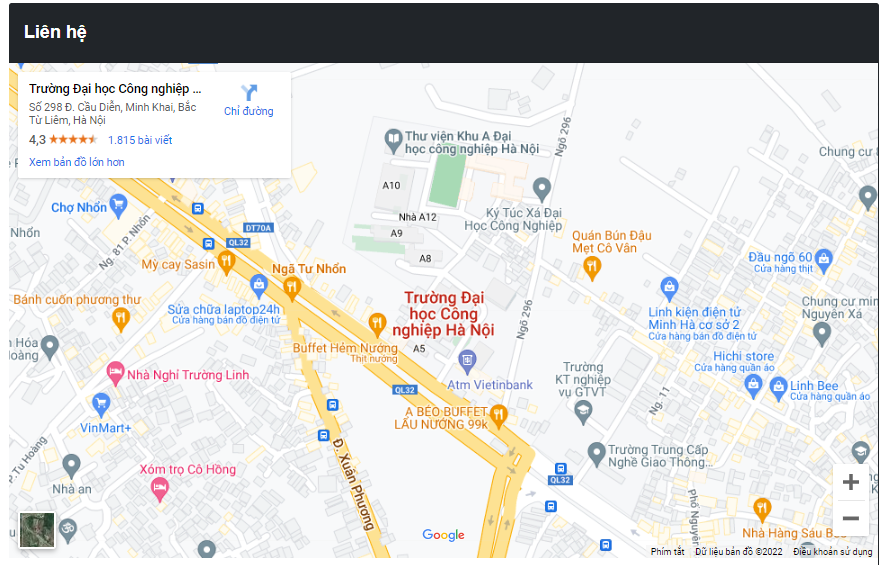 Liên hệ
Trường Đại học Công nghiệp ...
Số 298 Đ. Cầu Diễn, Minh Khai, Bắc
Từ Liêm, Hà Nội
4,3
1.815 bài viết
Xem bản đồ lớn hơn
Chỉ đường
Thư viện Khu A Đại
học công nghiệp Hà Nội
Ngõ 296
Chung cư 8
A10
Nhà A12
A9
A8
Ký Túc Xá Đại
Học Công Nghiệp
Chợ Nhổn
Nhổn
Ng. 81 P. Nhổn
DT70A
QL32
Mỳ cay Sasin
Ngã Tư Nhổn
Quán Bún Đậu
Mẹt Cô Vân
Đầu ngõ 60
Cửa hàng thịt
Bánh cuốn phương thư
Sửa chữa laptop24h
Cửa hàng bán đồ điện tử
Trường Đại
học Công
nghiệp Hà Nội
Ngõ 296
Linh kiện điện tử
Minh Hà cơ sở 2
Cửa hàng bán đồ điện tử
Chung cư min
Nguyên Xá
n Hóa
oàng
Buffet Hẻm Nướng
Thịt nướng
A5
Hichi store
Cửa hàng quần áo
Nhà Nghỉ Trường Linh
Atm Vietinbank
Trường
KT nghiệp
vụ GTVT
Linh Bee
Cửa hàng quần áo
QL32
Ng. 11
VinMart+
A BÉO BUFFET
LẨU NƯỚNG 99k
P.Tu Hoàng
Đ. Xuân Phương
Xóm trọ Cô Hồng
Nhà an
Trường Trung Cấp
Nghề Giao Thông...
QL32
Phố Nguyên
Nhà Hàng Sáu Be
Google
Phím tắt
Dữ liệu bản đồ ©2022
Điều khoản sử dụng